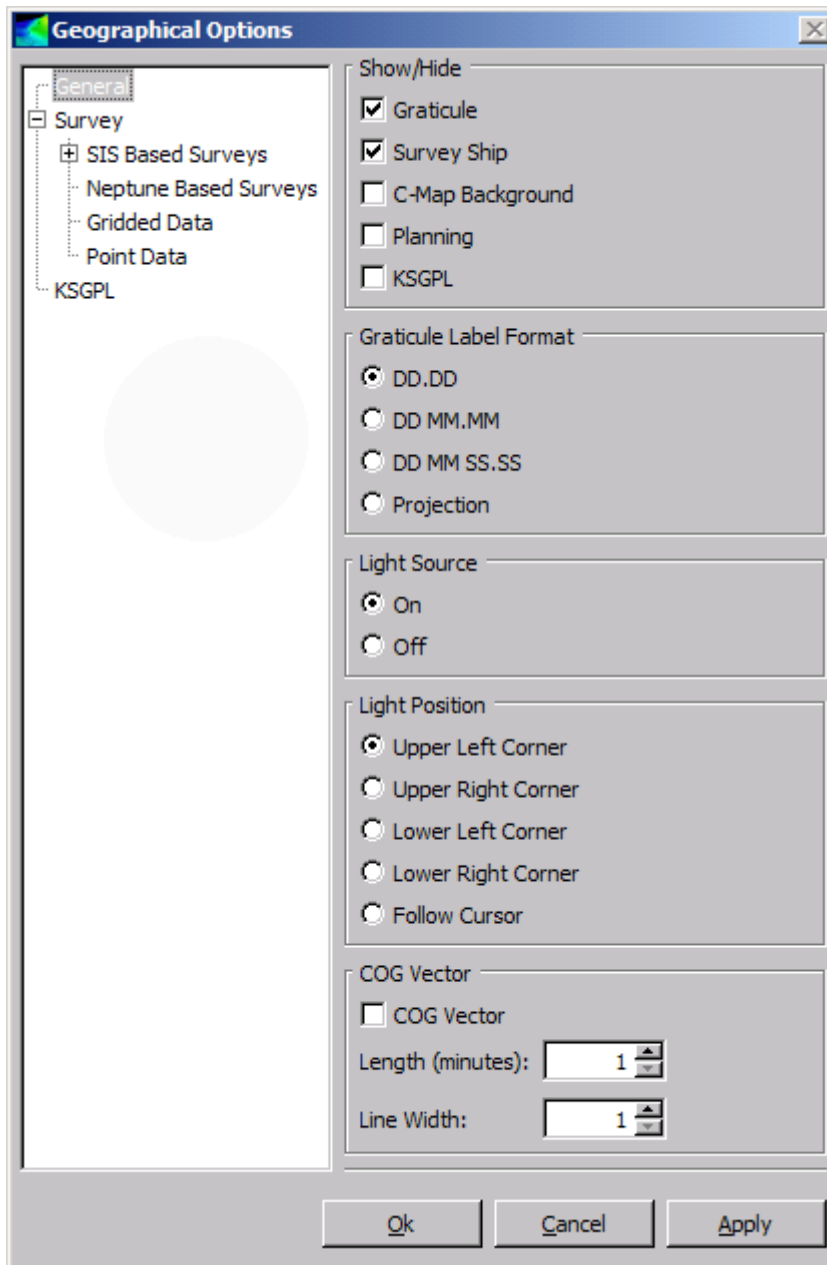 Geographical Options
General
Survey
SIS Based Surveys
Neptune Based Surveys
Gridded Data
Point Data
KSGPL
Show/Hide
Graticule
Survey Ship
C-Map Background
Planning
KSGPL
Graticule Label Format
DD.DD
DD MM.MM
DD MM SS.SS
Projection
Light Source
On
Off
Light Position
Upper Left Corner
Upper Right Corner
Lower Left Corner
Lower Right Corner
Follow Cursor
COG Vector
COG Vector
Length (minutes): 1
Line Width: 1
Ok Cancel Apply